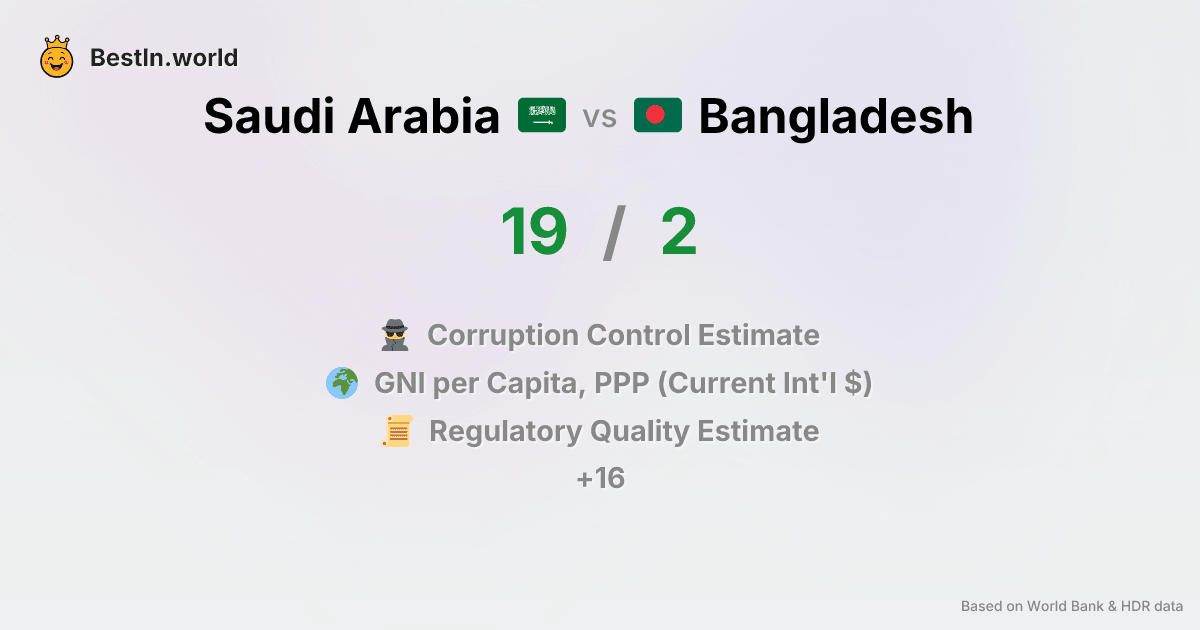 BestIn.world
Saudi Arabia vs Bangladesh
19 / 2
Corruption Control Estimate
GNI per Capita, PPP (Current Int'l $)
Regulatory Quality Estimate
+16
Based on World Bank & HDR data